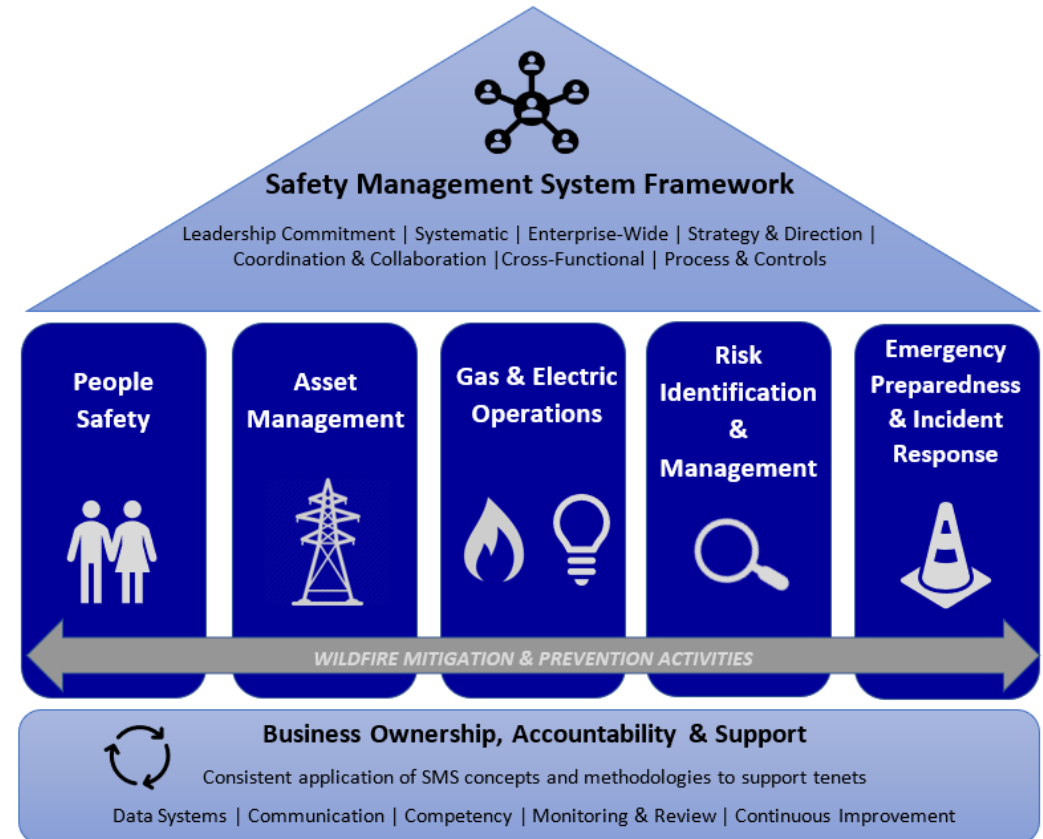 Safety Management System Framework
Leadership Commitment | Systematic | Enterprise-Wide | Strategy & Direction |
Coordination & Collaboration |Cross-Functional | Process & Controls
People
Safety
Asset
Management
Gas & Electric
Operations
Risk
Identification
&
Management
Emergency
Preparedness
& Incident
Response
WILDFIRE MITIGATION & PREVENTION ACTIVITIES
Business Ownership, Accountability & Support
Consistent application of SMS concepts and methodologies to support tenets
Data Systems | Communication | Competency | Monitoring & Review | Continuous Improvement